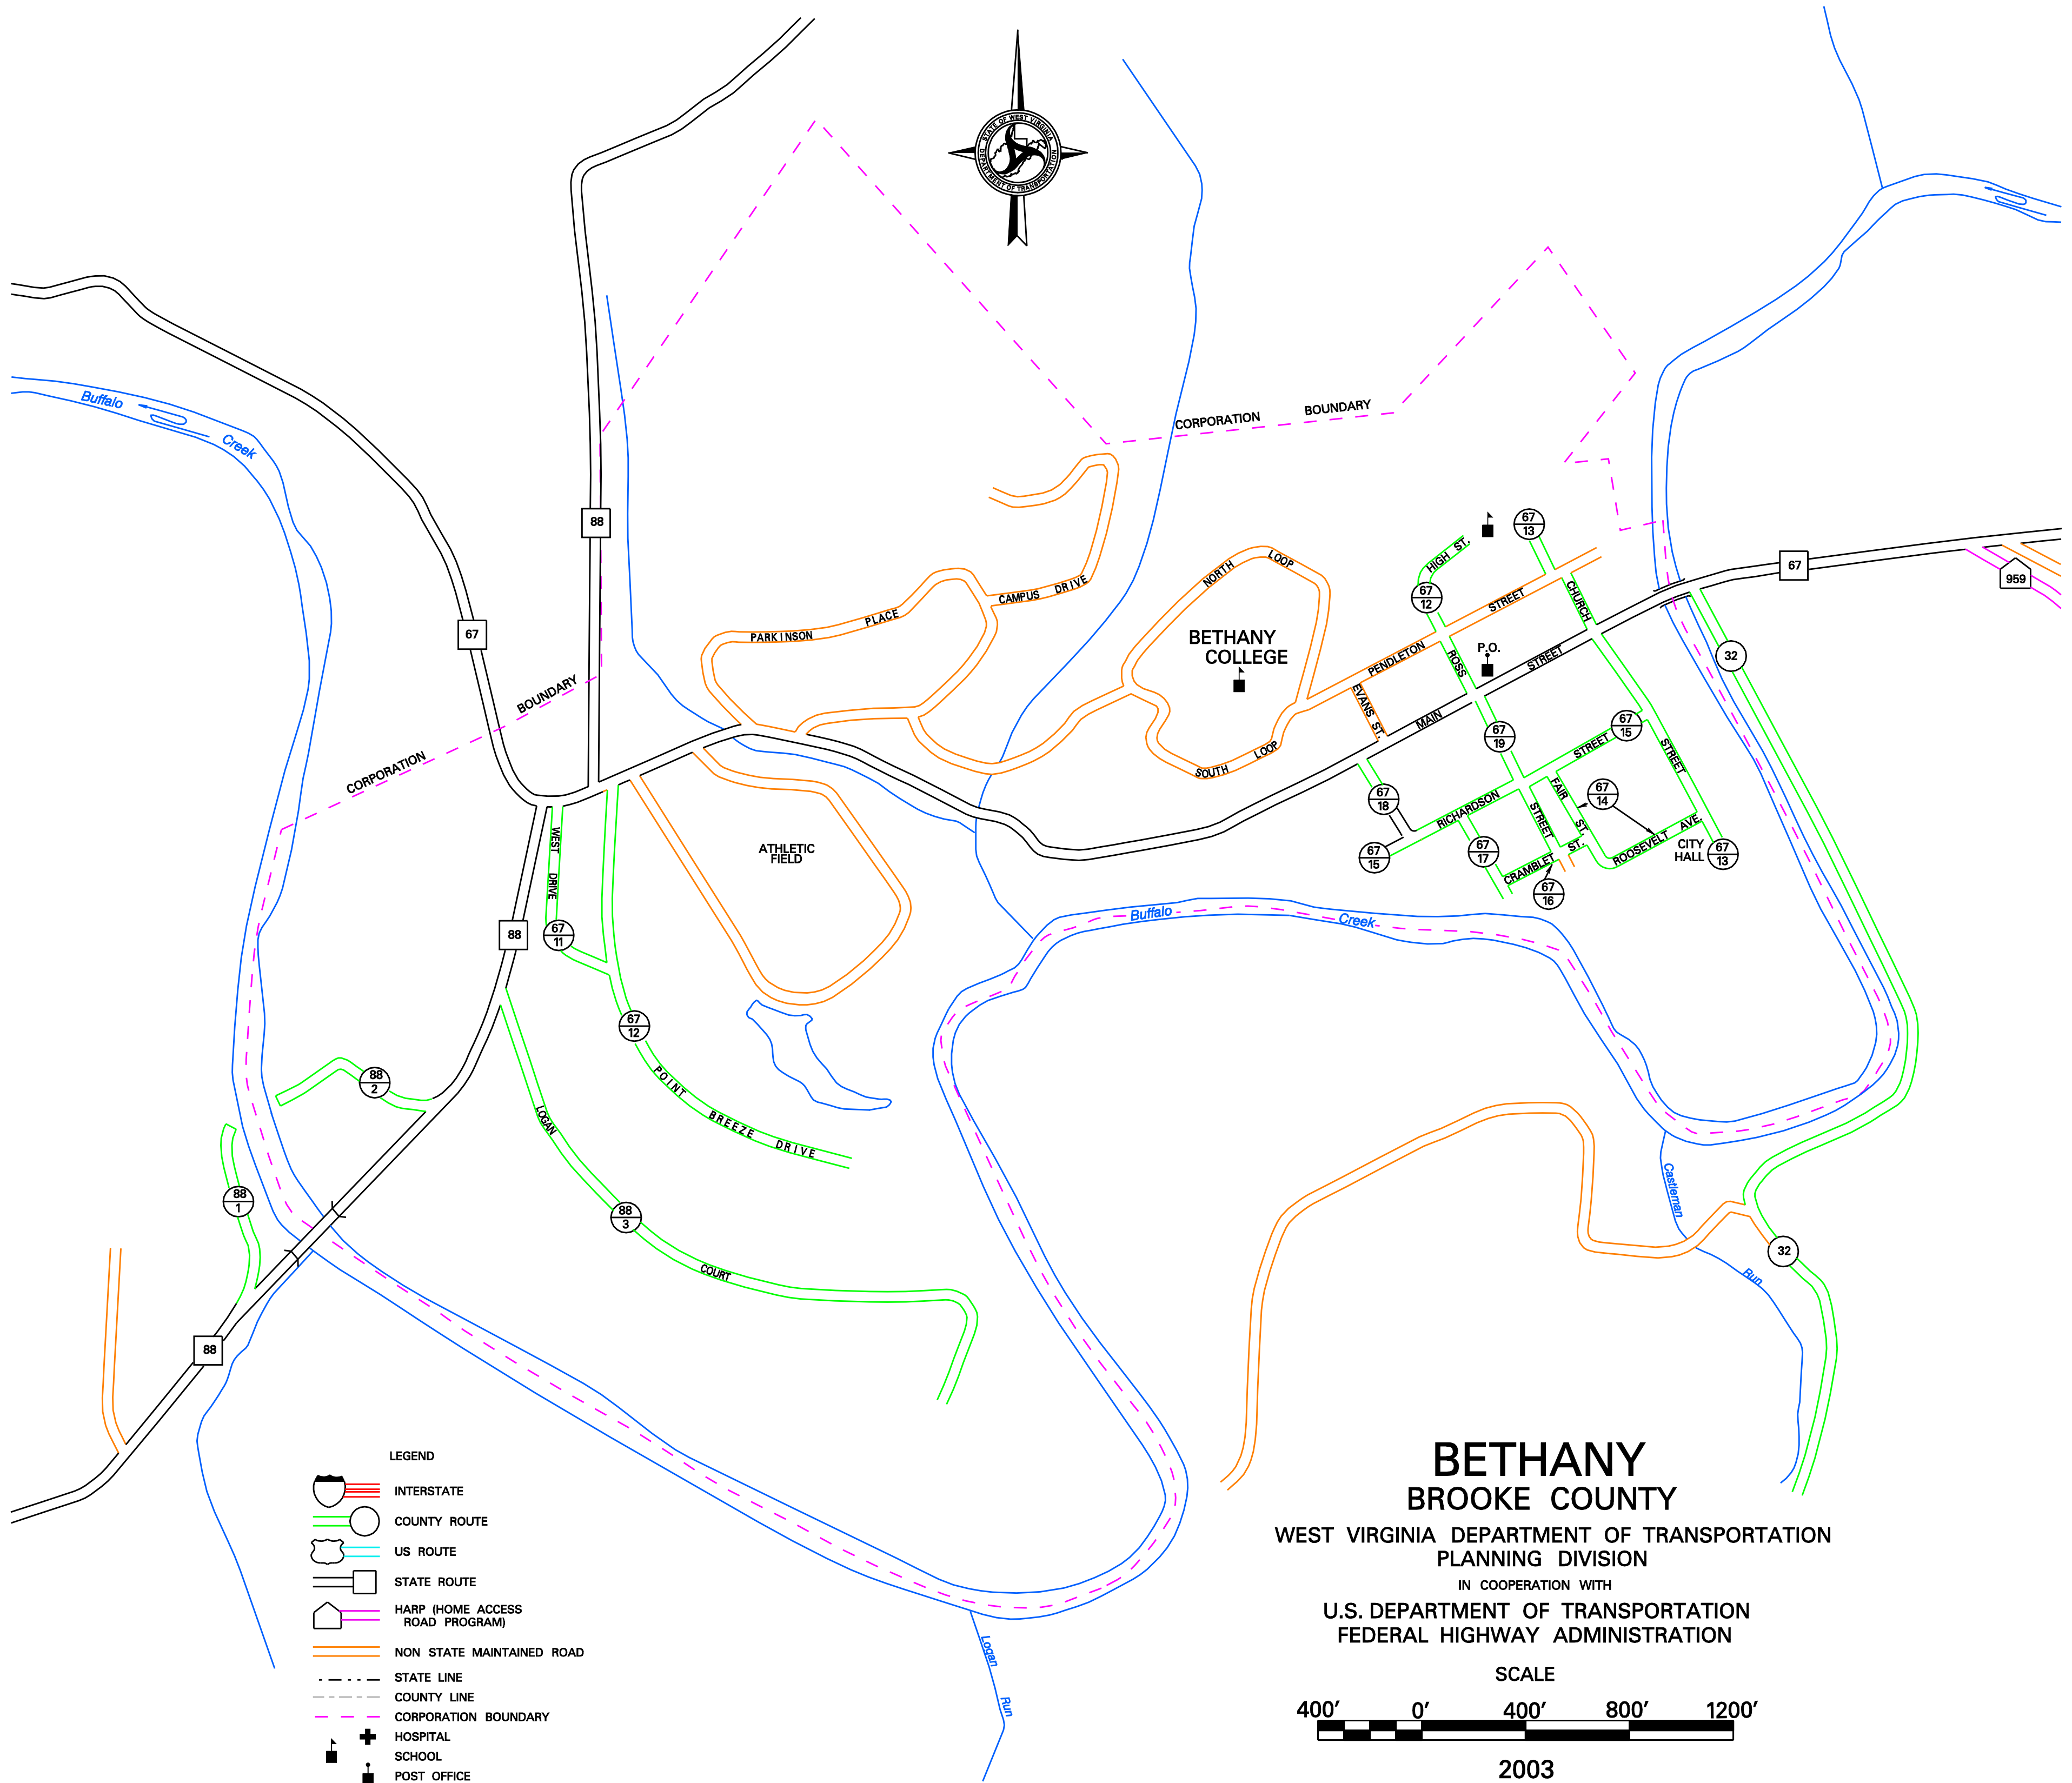 STATE OF WEST VIRGINIA
DEPARTMENT OF TRANSPORTATION
Buffalo
Creek
CORPORATION BOUNDARY
88
67
67
959
HIGH ST.
67
13
67
12
NORTH LOOP
CAMPUS DRIVE
PARKINSON PLACE
BETHANY
COLLEGE
PENDLETON STREET
CHURCH STREET
P.O.
ROSS STREET
MAIN STREET
EVANS ST.
SOUTH LOOP
32
67
19
67
15
67
18
67
14
FAIR ST.
RICHARDSON STREET
ROOSEVELT AVE.
CITY
HALL
67
13
67
15
67
17
CRAMBLET ST.
67
16
CORPORATION BOUNDARY
WEST DRIVE
ATHLETIC
FIELD
88
67
11
Buffalo Creek
67
12
POINT BREEZE DRIVE
88
2
LOGAN COURT
88
1
88
3
88
Castleman Run
32
Logan Run
LEGEND
INTERSTATE
COUNTY ROUTE
US ROUTE
STATE ROUTE
HARP (HOME ACCESS
ROAD PROGRAM)
NON STATE MAINTAINED ROAD
STATE LINE
COUNTY LINE
CORPORATION BOUNDARY
HOSPITAL
SCHOOL
POST OFFICE
BETHANY
BROOKE COUNTY
WEST VIRGINIA DEPARTMENT OF TRANSPORTATION
PLANNING DIVISION
IN COOPERATION WITH
U.S. DEPARTMENT OF TRANSPORTATION
FEDERAL HIGHWAY ADMINISTRATION
SCALE
400' 0' 400' 800' 1200'
2003